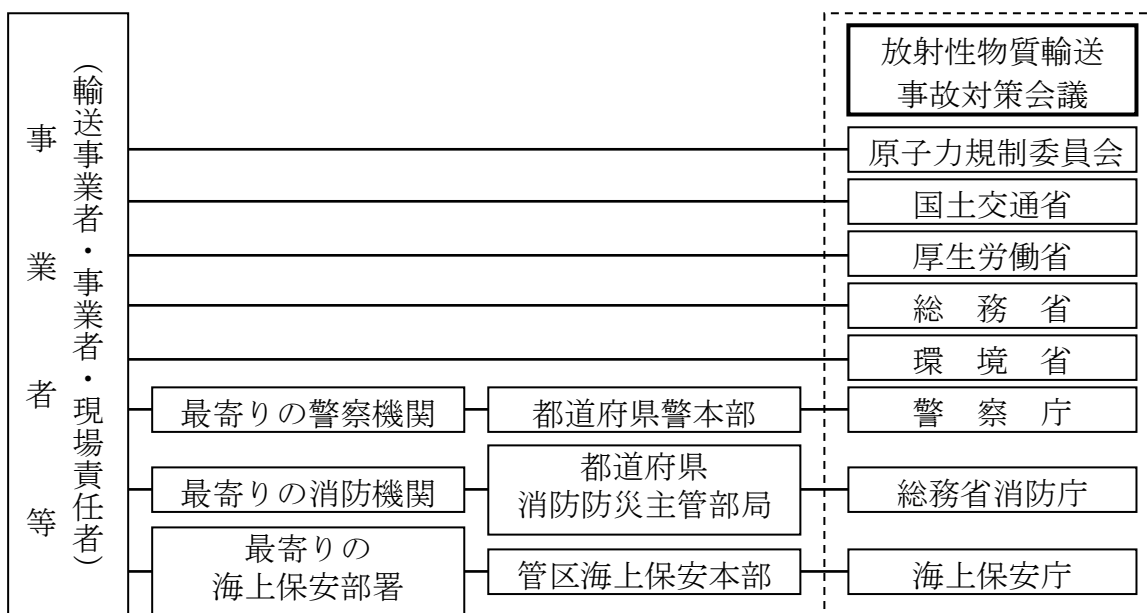 事業者等
（輸送事業者・事業者・現場責任者）
放射性物質輸送
事故対策会議
原子力規制委員会
国土交通省
厚生労働省
総　務　省
環　境　省
最寄りの警察機関
都道府県警本部
警　察　庁
最寄りの消防機関
都道府県
消防防災主管部局
総務省消防庁
最寄りの
海上保安部署
管区海上保安本部
海上保安庁